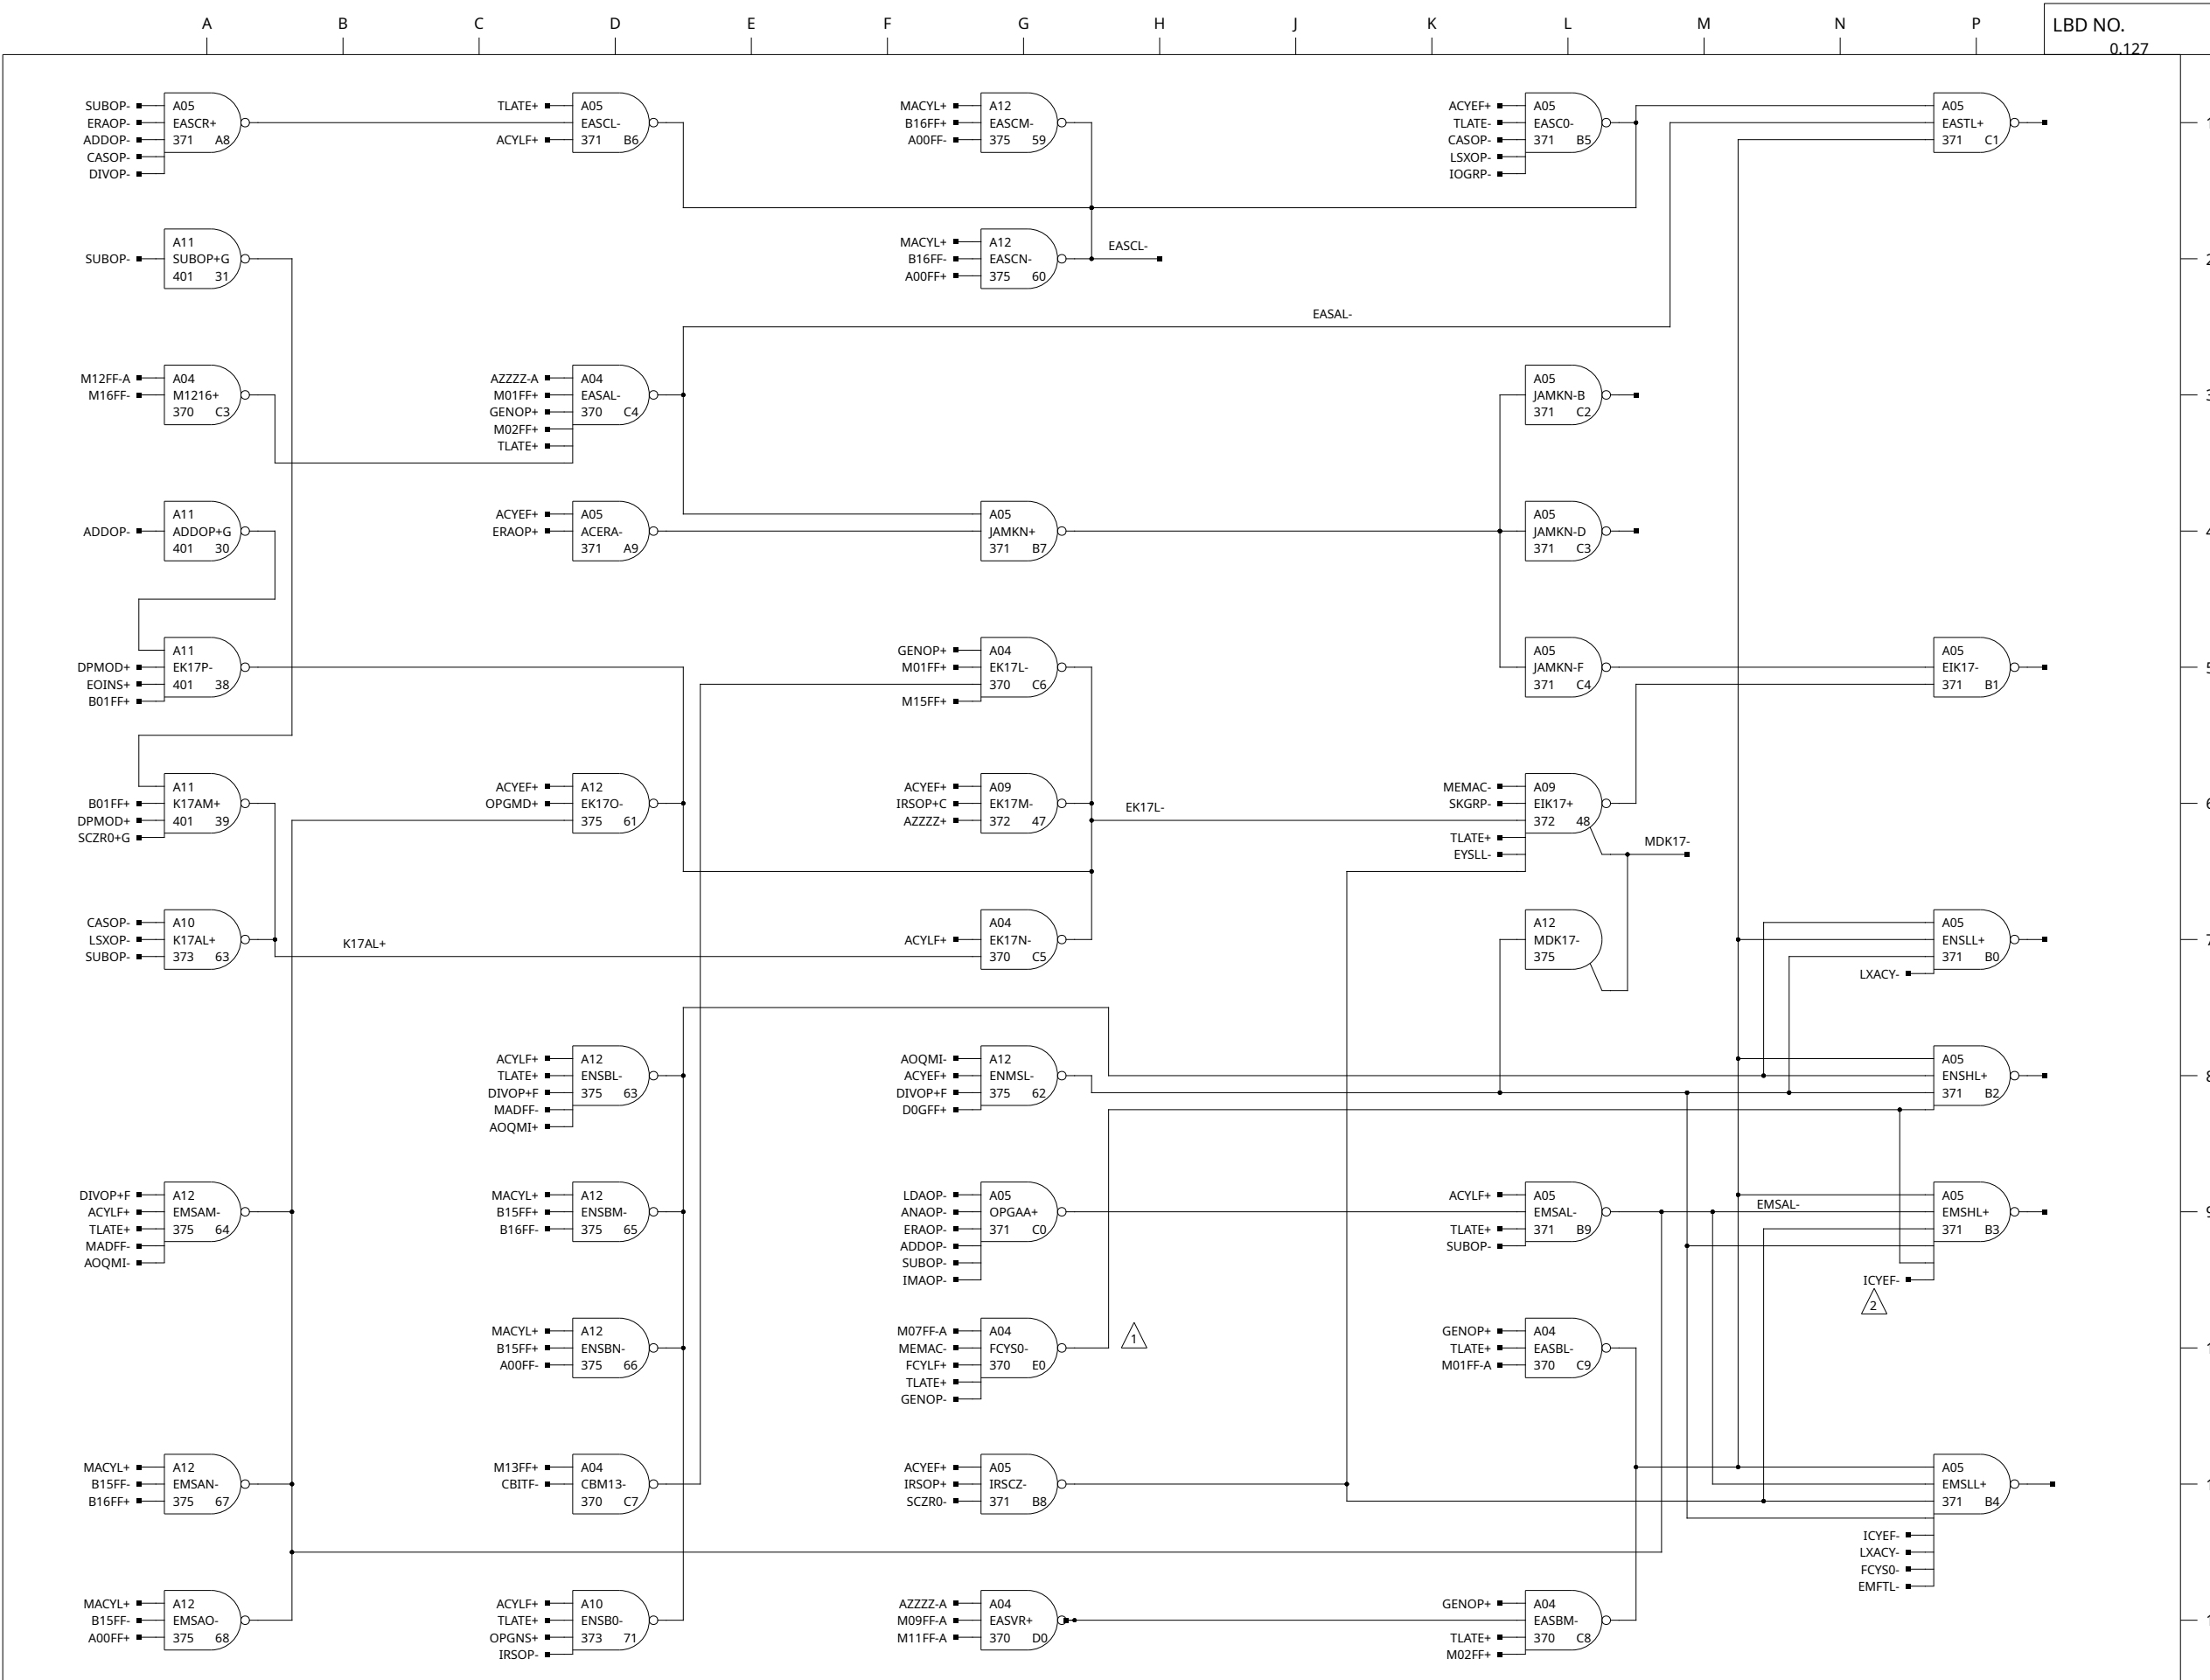 A B C D E F G H J K L M N P
LBD NO.
0.127
SUBOP-
ERAOP-
ADDOP-
CASOP-
DIVOP-
A05
EASCR+
371 A8
TLATE+
ACYLF+
A05
EASCL-
371 B6
MACYL+
B16FF+
A00FF-
A12
EASCM-
375 59
ACYEF+
TLATE-
CASOP-
LSXOP-
IOGRP-
A05
EASC0-
371 B5
A05
EASTL+
371 C1
1
SUBOP-
A11
SUBOP+G
401 31
MACYL+
B16FF-
A00FF+
A12
EASCN-
375 60
EASCL-
2
EASAL-
M12FF-A
M16FF-
A04
M1216+
370 C3
AZZZZ-A
M01FF+
GENOP+
M02FF+
TLATE+
A04
EASAL-
370 C4
A05
JAMKN-B
371 C2
3
ADDOP-
A11
ADDOP+G
401 30
ACYEF+
ERAOP+
A05
ACERA-
371 A9
A05
JAMKN+
371 B7
A05
JAMKN-D
371 C3
4
DPMOD+
EOINS+
B01FF+
A11
EK17P-
401 38
GENOP+
M01FF+
M15FF+
A04
EK17L-
370 C6
A05
JAMKN-F
371 C4
A05
EIK17-
371 B1
5
B01FF+
DPMOD+
SCZR0+G
A11
K17AM+
401 39
ACYEF+
OPGMD+
A12
EK17O-
375 61
ACYEF+
IRSOP+C
AZZZZ+
A09
EK17M-
372 47
EK17L-
MEMAC-
SKGRP-
TLATE+
EYSLL-
A09
EIK17+
372 48
MDK17-
6
CASOP-
LSXOP-
SUBOP-
A10
K17AL+
373 63
K17AL+
ACYLF+
A04
EK17N-
370 C5
A12
MDK17-
375
LXACY-
A05
ENSLL+
371 B0
7
ACYLF+
TLATE+
DIVOP+F
MADFF-
AOQMI+
A12
ENSBL-
375 63
AOQMI-
ACYEF+
DIVOP+F
D0GFF+
A12
ENMSL-
375 62
A05
ENSHL+
371 B2
8
DIVOP+F
ACYLF+
TLATE+
MADFF-
AOQMI-
A12
EMSAM-
375 64
MACYL+
B15FF+
B16FF-
A12
ENSBM-
375 65
LDAOP-
ANAOP-
ERAOP-
ADDOP-
SUBOP-
IMAOP-
A05
OPGAA+
371 C0
ACYLF+
TLATE+
SUBOP-
A05
EMSAL-
371 B9
EMSAL-
ICYEF-
2
A05
EMSHL+
371 B3
9
MACYL+
B15FF+
A00FF-
A12
ENSBN-
375 66
M07FF-A
MEMAC-
FCYLF+
TLATE+
GENOP-
A04
FCYS0-
370 E0
1
GENOP+
TLATE+
M01FF-A
A04
EASBL-
370 C9
1
MACYL+
B15FF-
B16FF+
A12
EMSAN-
375 67
M13FF+
CBITF-
A04
CBM13-
370 C7
ACYEF+
IRSOP+
SCZR0-
A05
IRSCZ-
371 B8
ICYEF-
LXACY-
FCYS0-
EMFTL-
A05
EMSLL+
371 B4
1
MACYL+
B15FF-
A00FF+
A12
EMSAO-
375 68
ACYLF+
TLATE+
OPGNS+
IRSOP-
A10
ENSB0-
373 71
AZZZZ-A
M09FF-A
M11FF-A
A04
EASVR+
370 D0
GENOP+
TLATE+
M02FF+
A04
EASBM-
370 C8
1